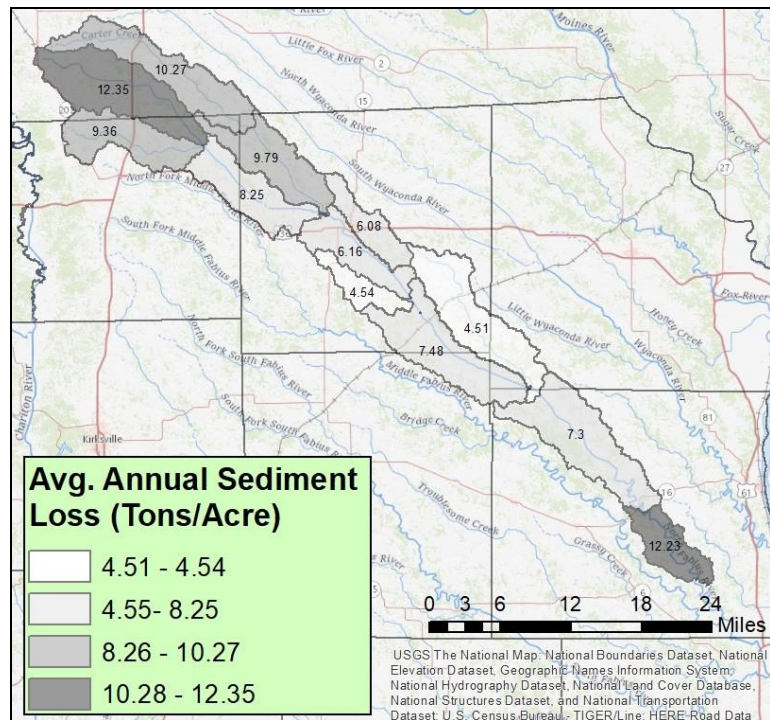 Moines River
Carter Creek
Little Fox River
2
10.27
North Wyaconda River
15
12.35
Sugar Creek
9.36
9.79
South Wyaconda River
27
North Fork Middle
8.25
6.08
South Fork Middle Fabius River
6.16
Fox River
4.54
4.51
Little Wyaconda River
Honey Creek
Wyaconda River
North Fork South Fabius River
7.48
Middle Fabius River
Chariton River
South Fork South Fabius River
Bridge Creek
81
Kirksville
7.3
61
16
Troublesome Creek
12.23
Grassy Creek
6
Avg. Annual Sediment
Loss (Tons/Acre)
4.51 - 4.54
4.55- 8.25
8.26 - 10.27
10.28 - 12.35
0 3 6 12 18 24
Miles
USGS The National Map: National Boundaries Dataset, National
Elevation Dataset, Geographic Names Information System,
National Hydrography Dataset, National Land Cover Database,
National Structures Dataset, and National Transportation
Dataset; U.S. Census Bureau - TIGER/Line; HERE Road Data